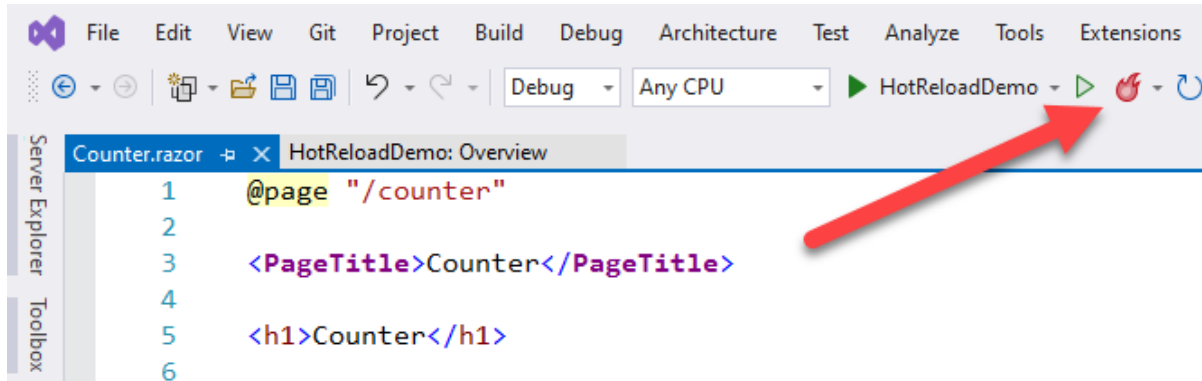 File Edit View Git Project Build Debug Architecture Test Analyze Tools Extensions
Debug Any CPU HotReloadDemo
Counter.razor HotReloadDemo: Overview
Server Explorer
Toolbox
1 @page "/counter"
2
3 <PageTitle>Counter</PageTitle>
4
5 <h1>Counter</h1>
6